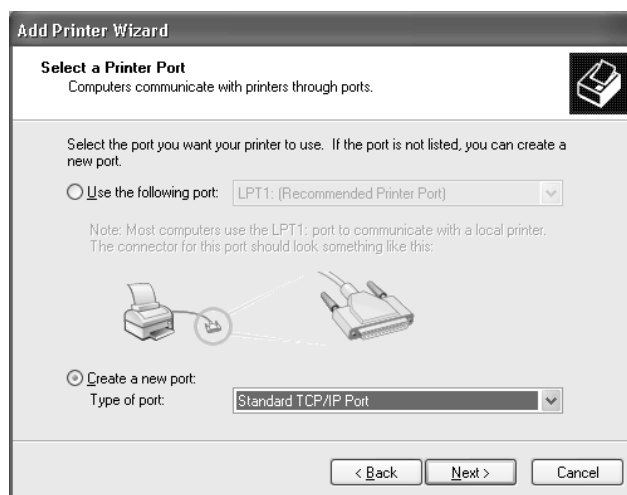 Add Printer Wizard
Select a Printer Port
Computers communicate with printers through ports.
Select the port you want your printer to use. If the port is not listed, you can create a
new port.
Use the following port: LPT1: (Recommended Printer Port)
Note: Most computers use the LPT1: port to communicate with a local printer.
The connector for this port should look something like this:
Create a new port:
Type of port: Standard TCP/IP Port
< Back Next > Cancel